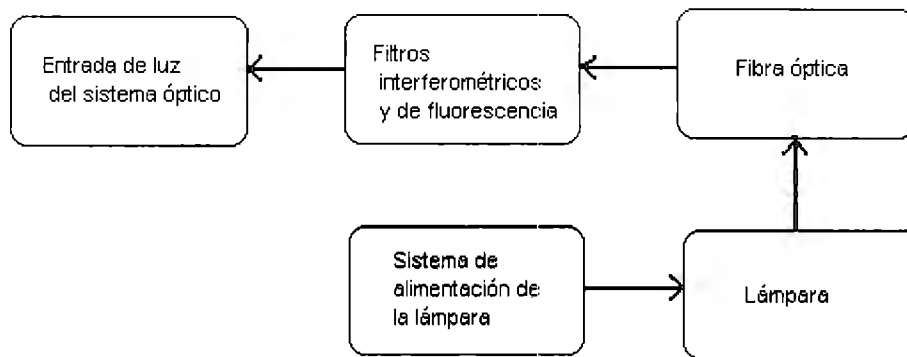 Entrada de luz
del sistema óptico
Filtros
interferométricos
y de fluorescencia
Fibra óptica
Sistema de
alimentación de
la lámpara
Lámpara